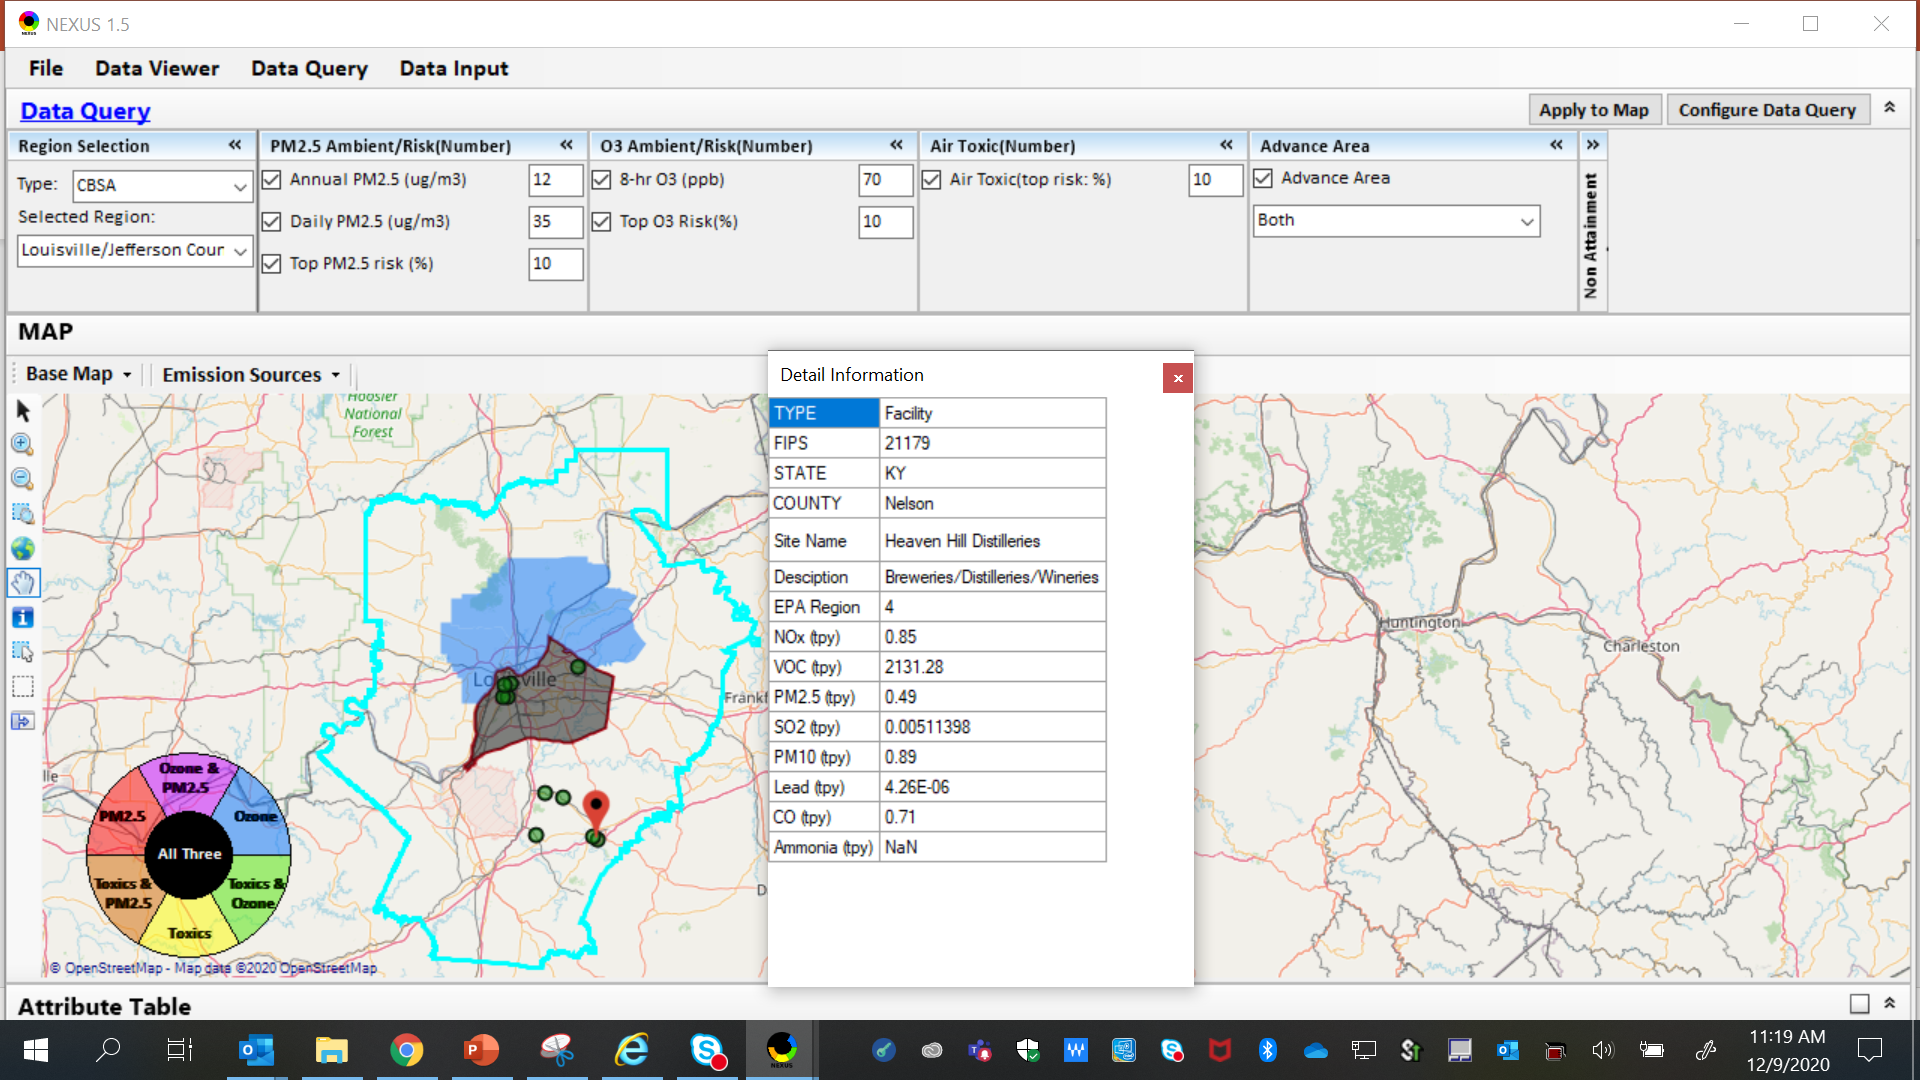 NEXUS 1.5
File Data Viewer Data Query Data Input
Data Query
Apply to Map Configure Data Query
Region Selection
Type: CBSA
Selected Region:
Louisville/Jefferson Cour
PM2.5 Ambient/Risk(Number)
Annual PM2.5 (ug/m3) 12
Daily PM2.5 (ug/m3) 35
Top PM2.5 risk (%) 10
O3 Ambient/Risk(Number)
8-hr O3 (ppb) 70
Top O3 Risk(%) 10
Air Toxic(Number)
Air Toxic(top risk: %) 10
Advance Area
Advance Area
Both
Non Attainment
MAP
Base Map Emission Sources
Hoosier
National
Forest
Louisville
Frankf
lle
D
Huntington
Charleston
Ozone &
PM2.5
PM2.5
Ozone
All Three
Toxics &
PM2.5
Toxics &
Ozone
Toxics
© OpenStreetMap - Map data ©2020 OpenStreetMap
Detail Information
x
TYPE Facility
FIPS 21179
STATE KY
COUNTY Nelson
Site Name Heaven Hill Distilleries
Desciption Breweries/Distilleries/Wineries
EPA Region 4
NOx (tpy) 0.85
VOC (tpy) 2131.28
PM2.5 (tpy) 0.49
SO2 (tpy) 0.00511398
PM10 (tpy) 0.89
Lead (tpy) 4.26E-06
CO (tpy) 0.71
Ammonia (tpy) NaN
Attribute Table
11:19 AM
12/9/2020